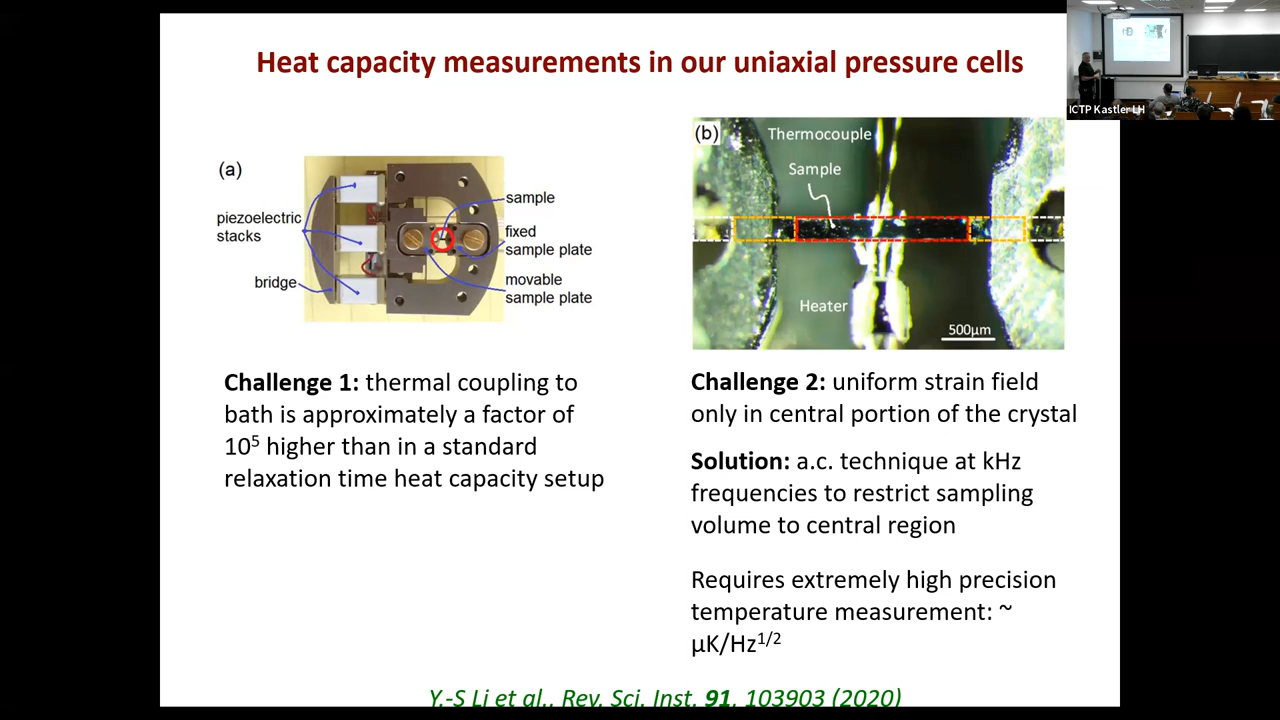 Heat capacity measurements in our uniaxial pressure cells
ICTP Kastler LH
(a)
piezoelectric
stacks
bridge
sample
fixed
sample plate
movable
sample plate
(b)
Thermocouple
Sample
Heater
500µm
Challenge 1: thermal coupling to
bath is approximately a factor of
10⁵ higher than in a standard
relaxation time heat capacity setup
Challenge 2: uniform strain field
only in central portion of the crystal
Solution: a.c. technique at kHz
frequencies to restrict sampling
volume to central region
Requires extremely high precision
temperature measurement: ~
µK/Hz^1/2
Y.-S Li et al., Rev. Sci. Inst. 91, 103903 (2020)